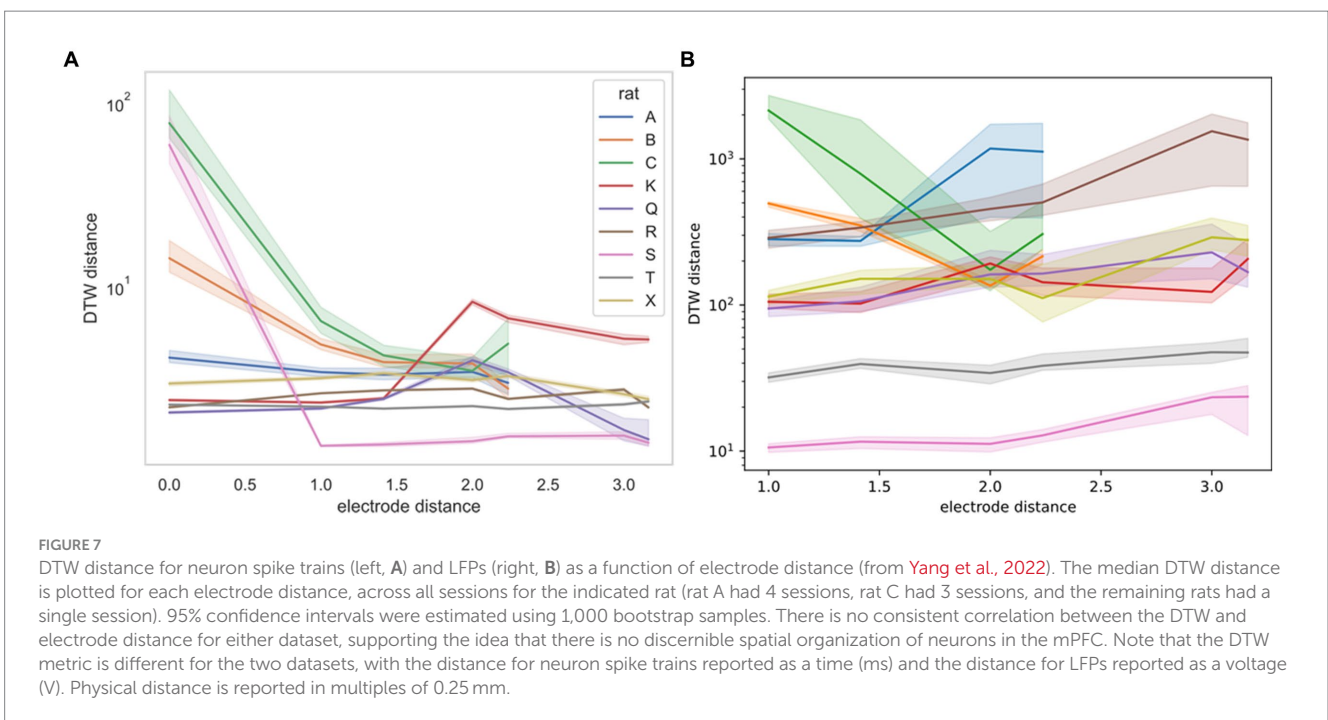 A
B
10²
10¹
DTW distance
rat
A
B
C
K
Q
R
S
T
X
0.0 0.5 1.0 1.5 2.0 2.5 3.0
electrode distance
10³
10²
10¹
DTW distance
1.0 1.5 2.0 2.5 3.0
electrode distance
FIGURE 7
DTW distance for neuron spike trains (left, A) and LFPs (right, B) as a function of electrode distance (from Yang et al., 2022). The median DTW distance
is plotted for each electrode distance, across all sessions for the indicated rat (rat A had 4 sessions, rat C had 3 sessions, and the remaining rats had a
single session). 95% confidence intervals were estimated using 1,000 bootstrap samples. There is no consistent correlation between the DTW and
electrode distance for either dataset, supporting the idea that there is no discernible spatial organization of neurons in the mPFC. Note that the DTW
metric is different for the two datasets, with the distance for neuron spike trains reported as a time (ms) and the distance for LFPs reported as a voltage
(V). Physical distance is reported in multiples of 0.25 mm.